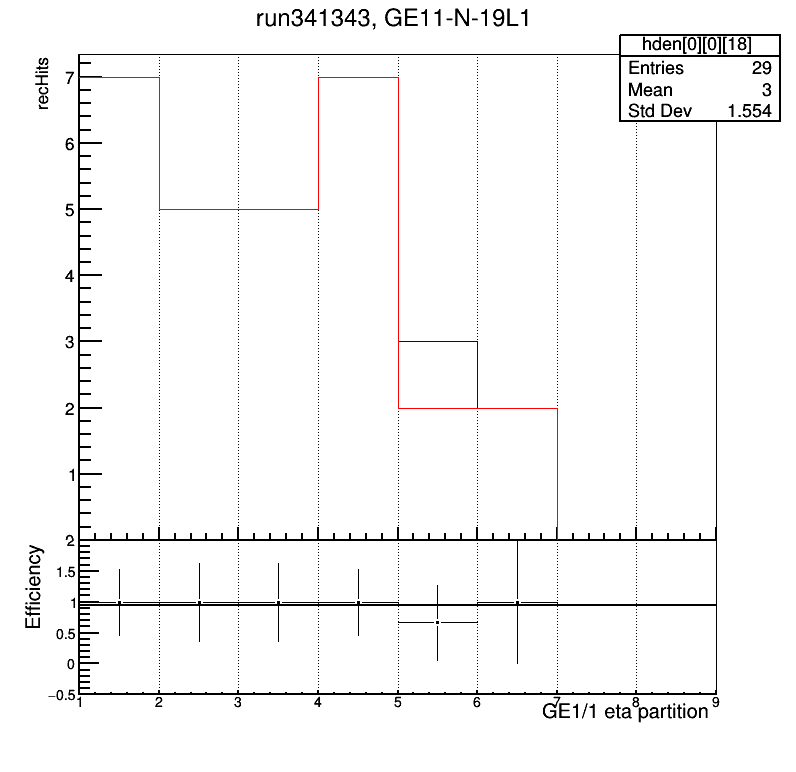 run341343, GE11-N-19L1
hden[0][0][18]
Entries 29
Mean 3
Std Dev 1.554
recHits
7
6
5
4
3
2
1
Efficiency
2
1.5
1
0.5
0
−0.5
1 2 3 4 5 6 7 8 9
GE1/1 eta partition